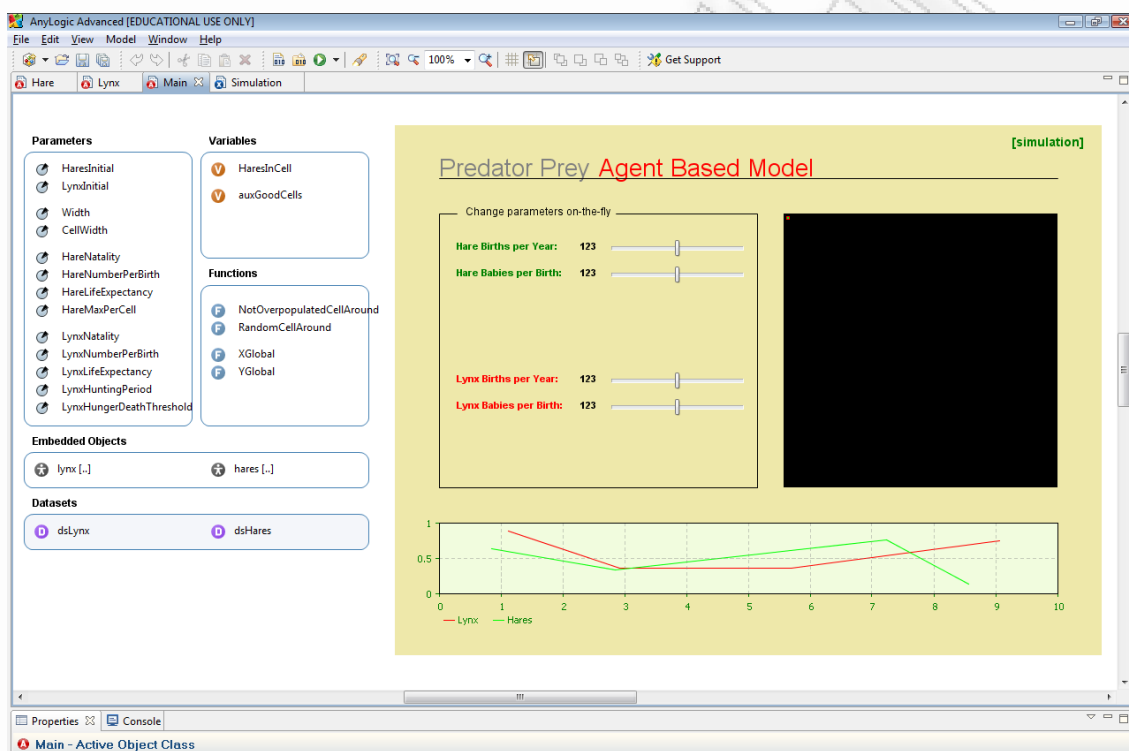 AnyLogic Advanced [EDUCATIONAL USE ONLY]
File Edit View Model Window Help
100% Get Support
Hare Lynx Main Simulation
Parameters
HaresInitial
LynxInitial
Width
CellWidth
HareNatality
HareNumberPerBirth
HareLifeExpectancy
HareMaxPerCell
LynxNatality
LynxNumberPerBirth
LynxLifeExpectancy
LynxHuntingPeriod
LynxHungerDeathThreshold
Variables
HaresInCell
auxGoodCells
Functions
NotOverpopulatedCellAround
RandomCellAround
XGlobal
YGlobal
Embedded Objects
lynx [..] hares [..]
Datasets
dsLynx dsHares
[simulation]
Predator Prey Agent Based Model
Change parameters on-the-fly
Hare Births per Year: 123
Hare Babies per Birth: 123
Lynx Births per Year: 123
Lynx Babies per Birth: 123
1
0.5
0
0 1 2 3 4 5 6 7 8 9 10
Lynx Hares
Properties Console
Main - Active Object Class